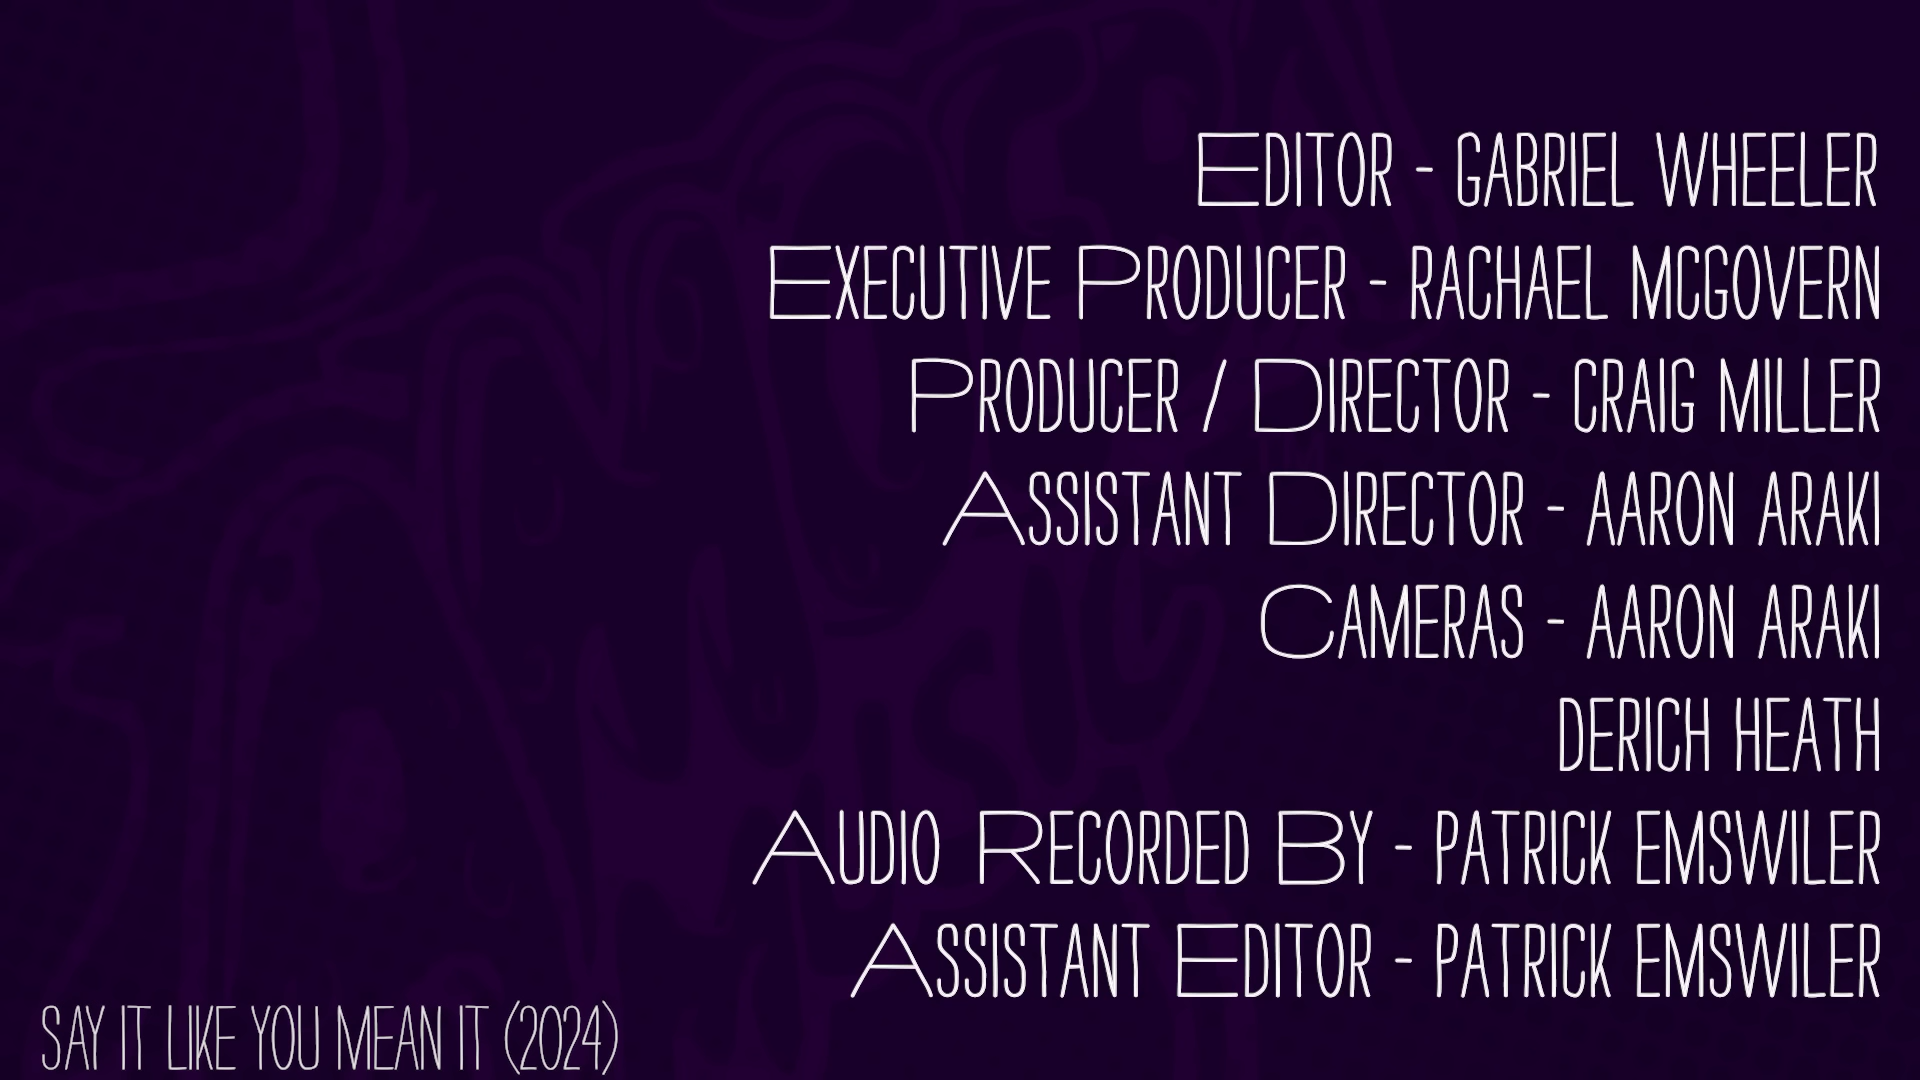 Editor - GABRIEL WHEELER
Executive Producer - RACHAEL MCGOVERN
Producer / Director - CRAIG MILLER
Assistant Director - AARON ARAKI
Cameras - AARON ARAKI
DERICH HEATH
Audio Recorded By - PATRICK EMSWILER
Assistant Editor - PATRICK EMSWILER
SAY IT LIKE YOU MEAN IT (2024)